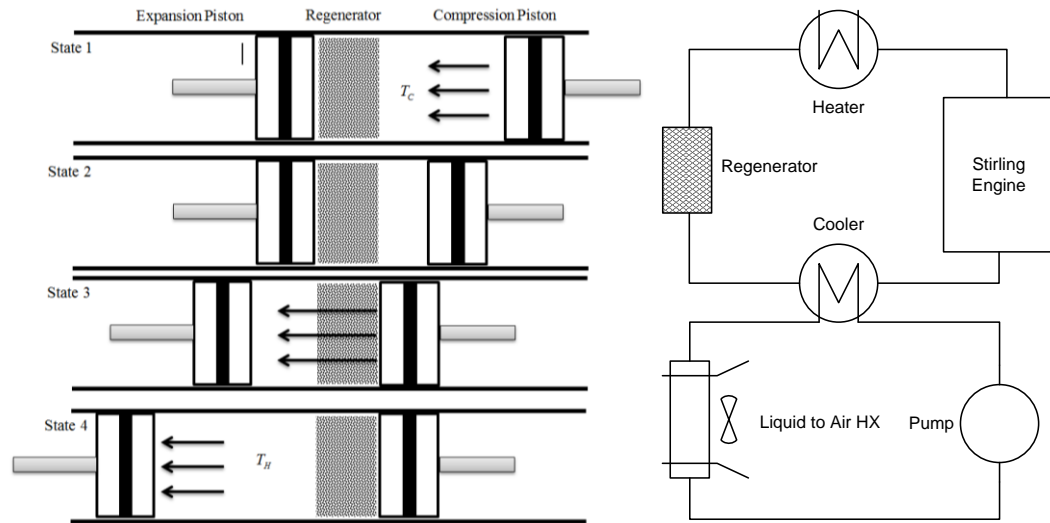 Expansion Piston
Regenerator
Compression Piston
State 1
T_C
State 2
State 3
State 4
T_H
Heater
Regenerator
Stirling
Engine
Cooler
Liquid to Air HX
Pump